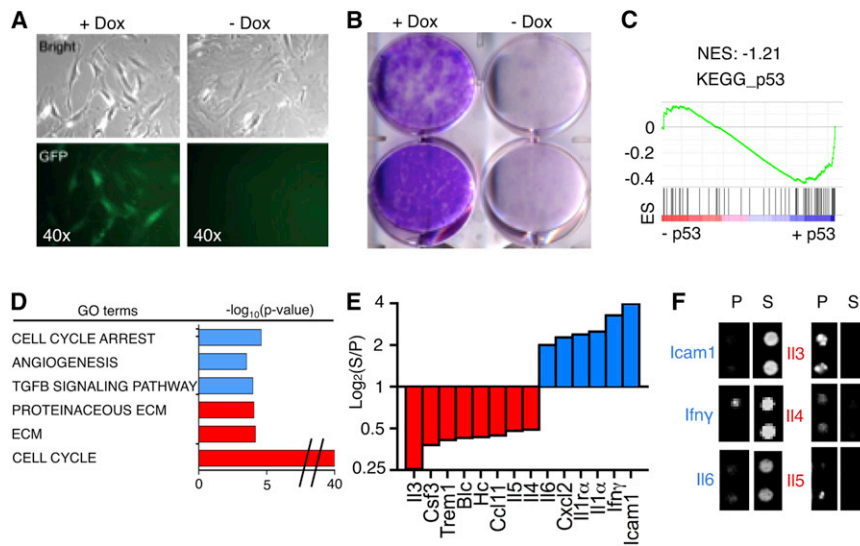 A
+ Dox
- Dox
Bright
GFP
40x
40x
B
+ Dox
- Dox
C
NES: -1.21
KEGG_p53
0
-0.2
-0.4
ES
- p53
+ p53
D
GO terms
-log10(p-value)
CELL CYCLE ARREST
ANGIOGENESIS
TGFB SIGNALING PATHWAY
PROTEINACEOUS ECM
ECM
CELL CYCLE
0
5
40
E
Log2(S/P)
4
2
1
0.5
0.25
Il3
Csf3
Trem1
Blc
Hc
Ccl11
Il5
Il4
Il6
Cxcl2
Il1rα
Il1α
Ifnγ
Icam1
F
P
S
P
S
Icam1
Il3
Ifnγ
Il4
Il6
Il5